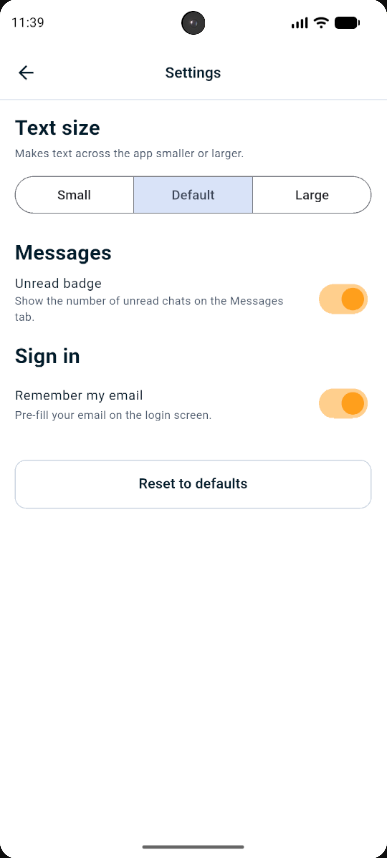 11:39
Settings
Text size
Makes text across the app smaller or larger.
Small
Default
Large
Messages
Unread badge
Show the number of unread chats on the Messages
tab.
Sign in
Remember my email
Pre-fill your email on the login screen.
Reset to defaults